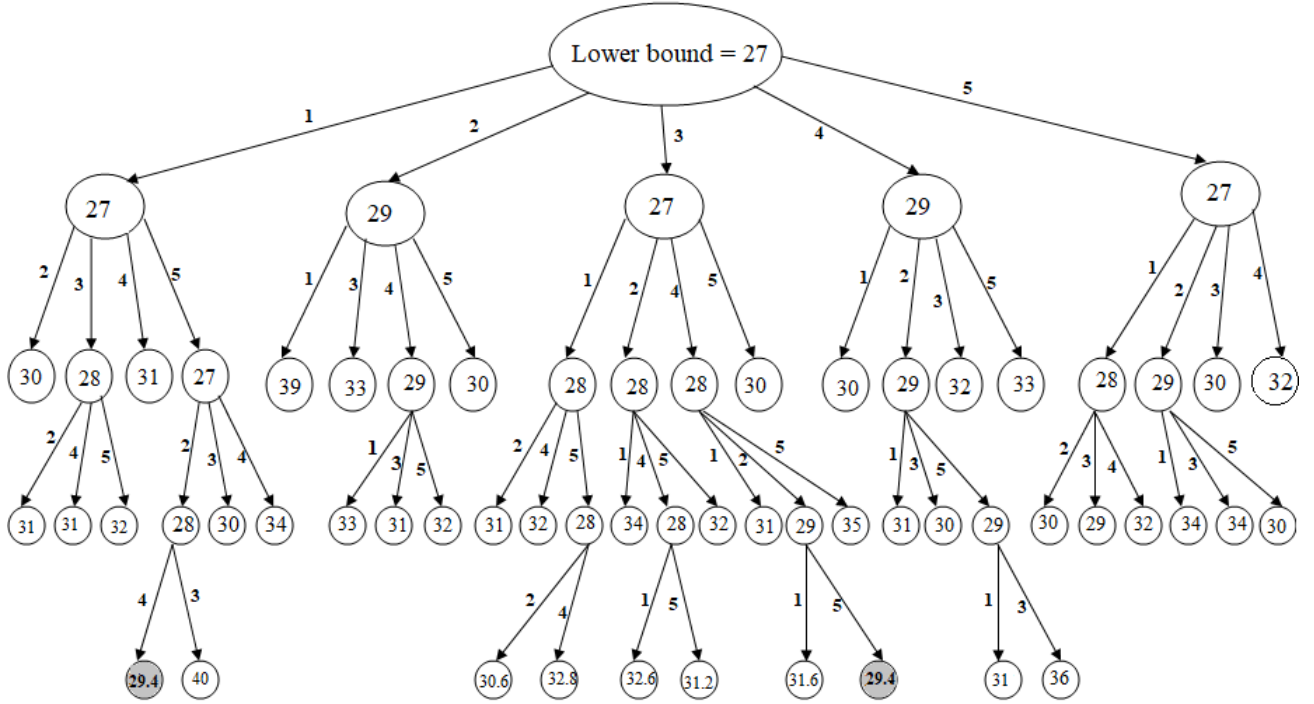 Lower bound = 27
1 2 3 4 5
27 29 27 29 27
2 3 4 5 1 3 4 5 1 2 4 5 1 2 3 5 1 2 3 4
30 28 31 27 39 33 29 30 28 28 28 30 30 29 32 33 28 29 30 32
2 4 5 2 3 4 1 3 5 2 4 5 1 4 5 1 2 5 1 3 5 2 3 4 1 3 5
31 31 32 28 30 34 33 31 32 31 32 28 34 28 32 31 29 35 31 30 29 30 29 32 34 34 30
4 3 2 4 1 5 1 5 1 3
29.4 40 30.6 32.8 32.6 31.2 31.6 29.4 31 36